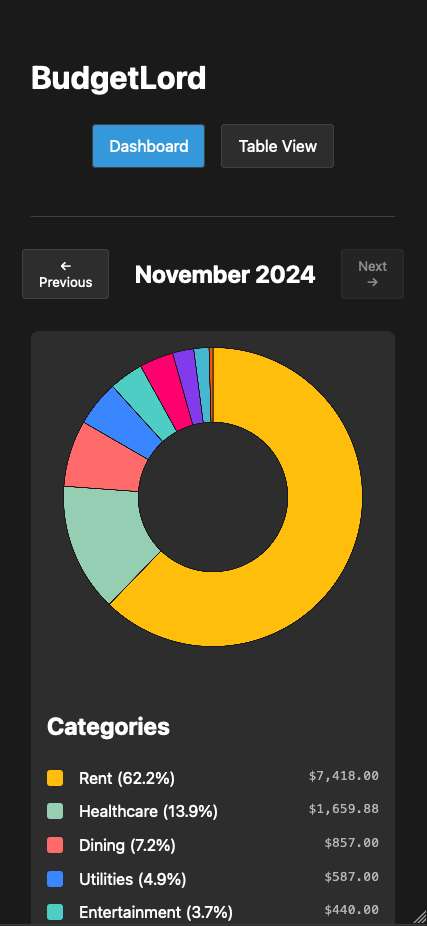 BudgetLord
Dashboard Table View
← Previous November 2024 Next →
Categories
Rent (62.2%) $7,418.00
Healthcare (13.9%) $1,659.88
Dining (7.2%) $857.00
Utilities (4.9%) $587.00
Entertainment (3.7%) $440.00